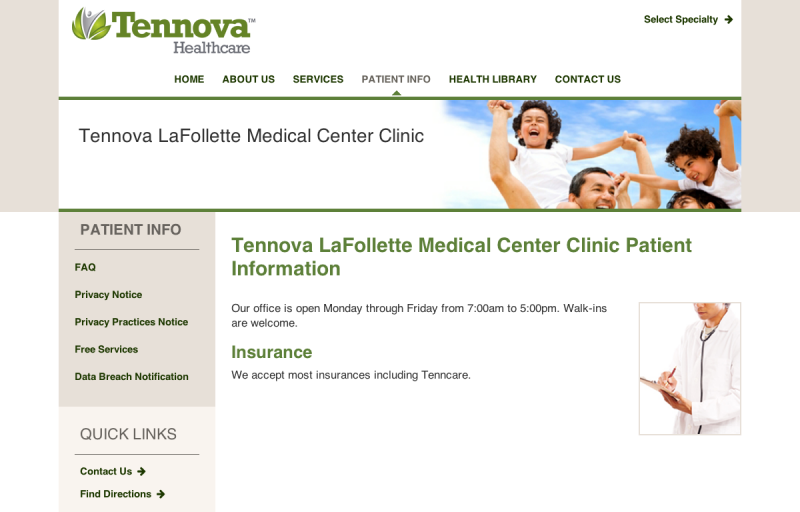 Tennova™
Healthcare
Select Specialty
HOME ABOUT US SERVICES PATIENT INFO HEALTH LIBRARY CONTACT US
Tennova LaFollette Medical Center Clinic
PATIENT INFO
FAQ
Privacy Notice
Privacy Practices Notice
Free Services
Data Breach Notification
QUICK LINKS
Contact Us
Find Directions
Tennova LaFollette Medical Center Clinic Patient
Information
Our office is open Monday through Friday from 7:00am to 5:00pm. Walk-ins
are welcome.
Insurance
We accept most insurances including Tenncare.